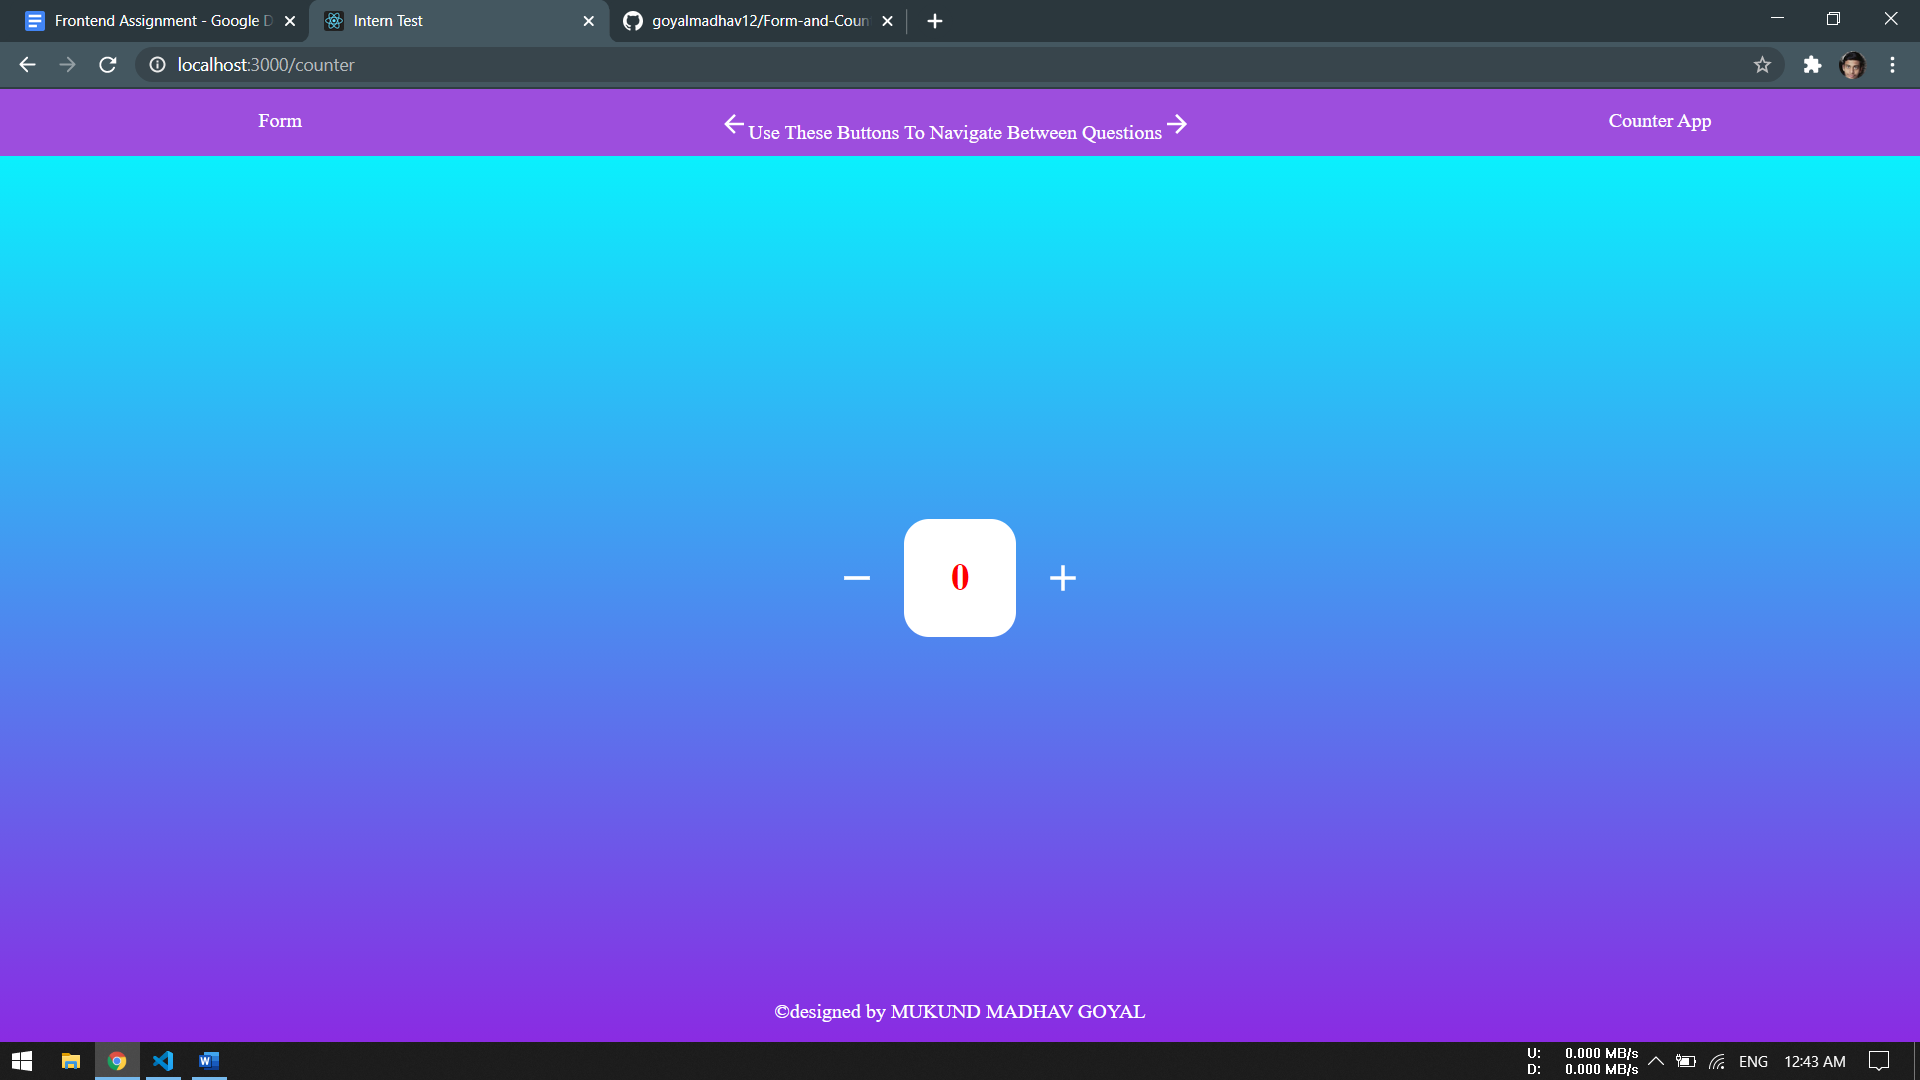 Frontend Assignment - Google D
Intern Test
goyalmadhav12/Form-and-Coun
localhost:3000/counter
Form
Use These Buttons To Navigate Between Questions
Counter App
0
©designed by MUKUND MADHAV GOYAL
U: 0.000 MB/s
D: 0.000 MB/s
ENG
12:43 AM